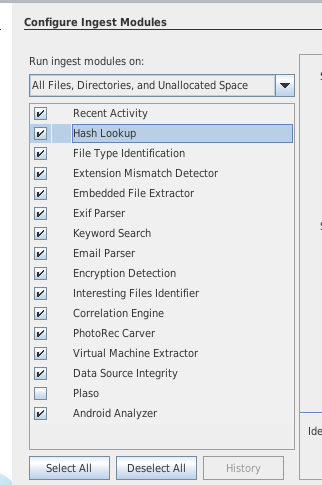 Configure Ingest Modules
Run ingest modules on:
All Files, Directories, and Unallocated Space
Recent Activity
Hash Lookup
File Type Identification
Extension Mismatch Detector
Embedded File Extractor
Exif Parser
Keyword Search
Email Parser
Encryption Detection
Interesting Files Identifier
Correlation Engine
PhotoRec Carver
Virtual Machine Extractor
Data Source Integrity
Plaso
Android Analyzer
Select All
Deselect All
History